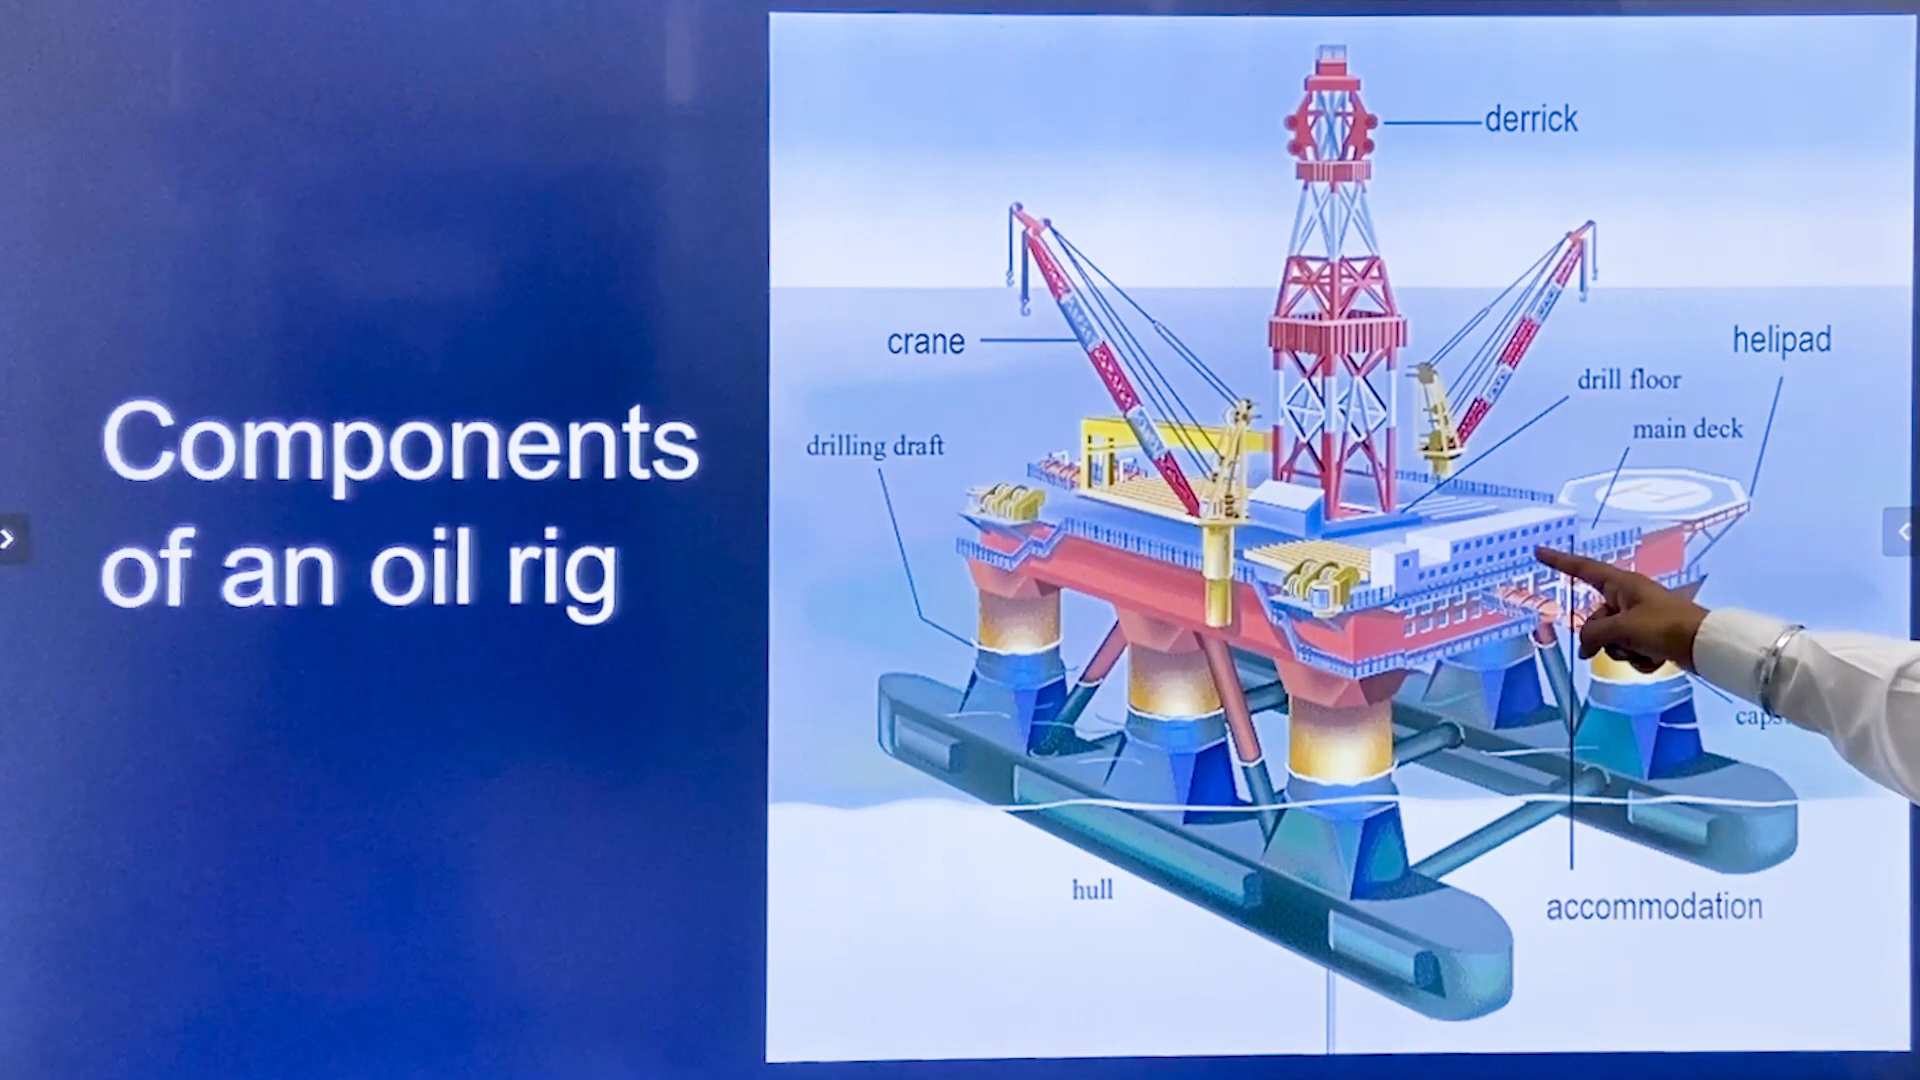 Components
of an oil rig
derrick
crane
helipad
drill floor
main deck
drilling draft
hull
accommodation
H